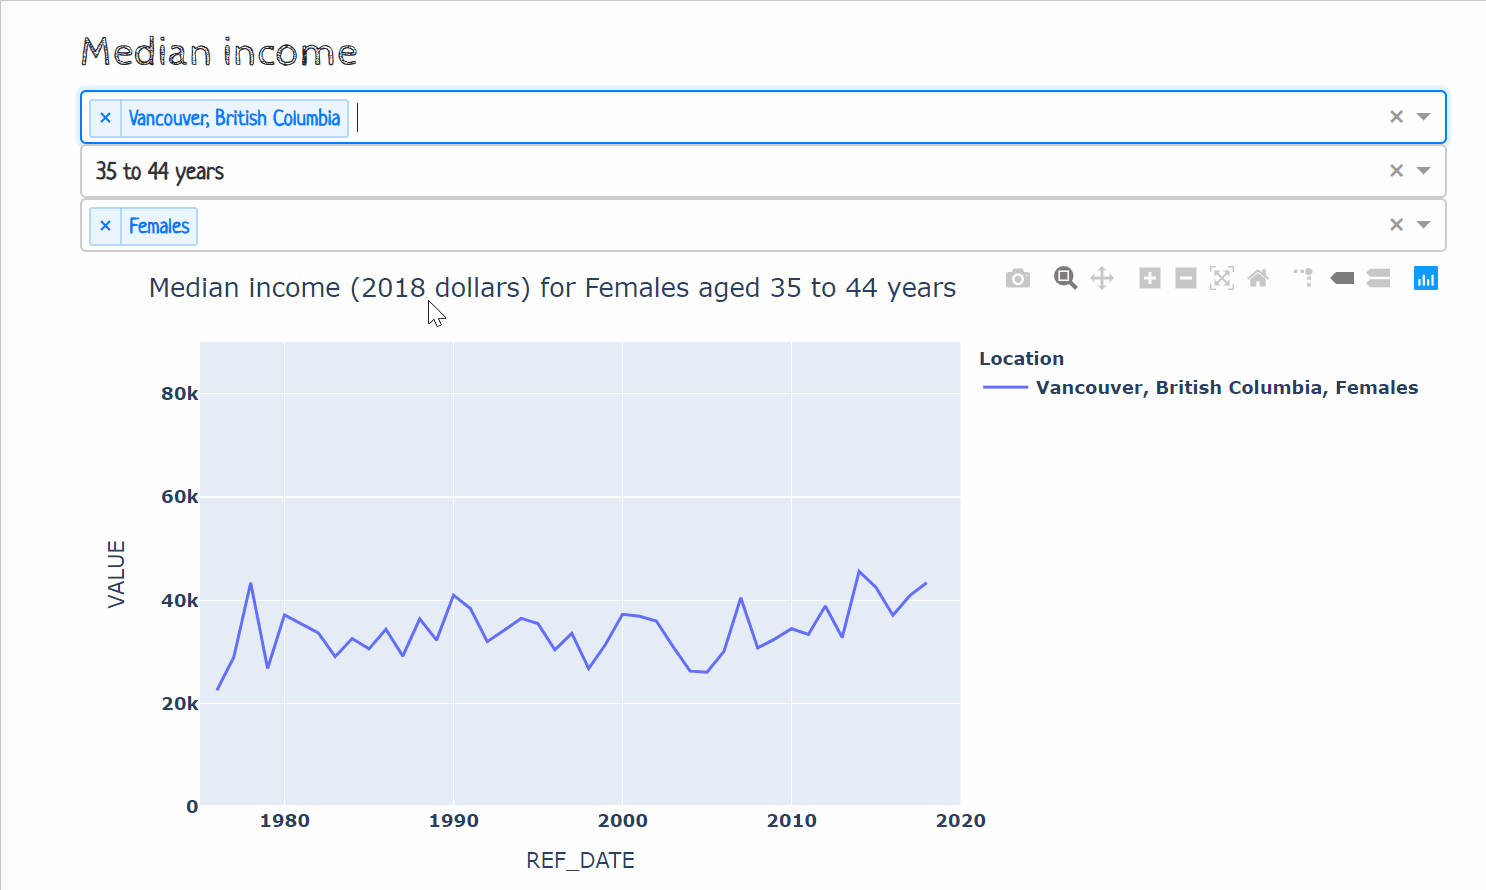 Median income
× Vancouver, British Columbia ×
35 to 44 years ×
× Females ×
Median income (2018 dollars) for Females aged 35 to 44 years
Location
Vancouver, British Columbia, Females
80k
60k
40k
20k
0
VALUE
1980 1990 2000 2010 2020
REF_DATE